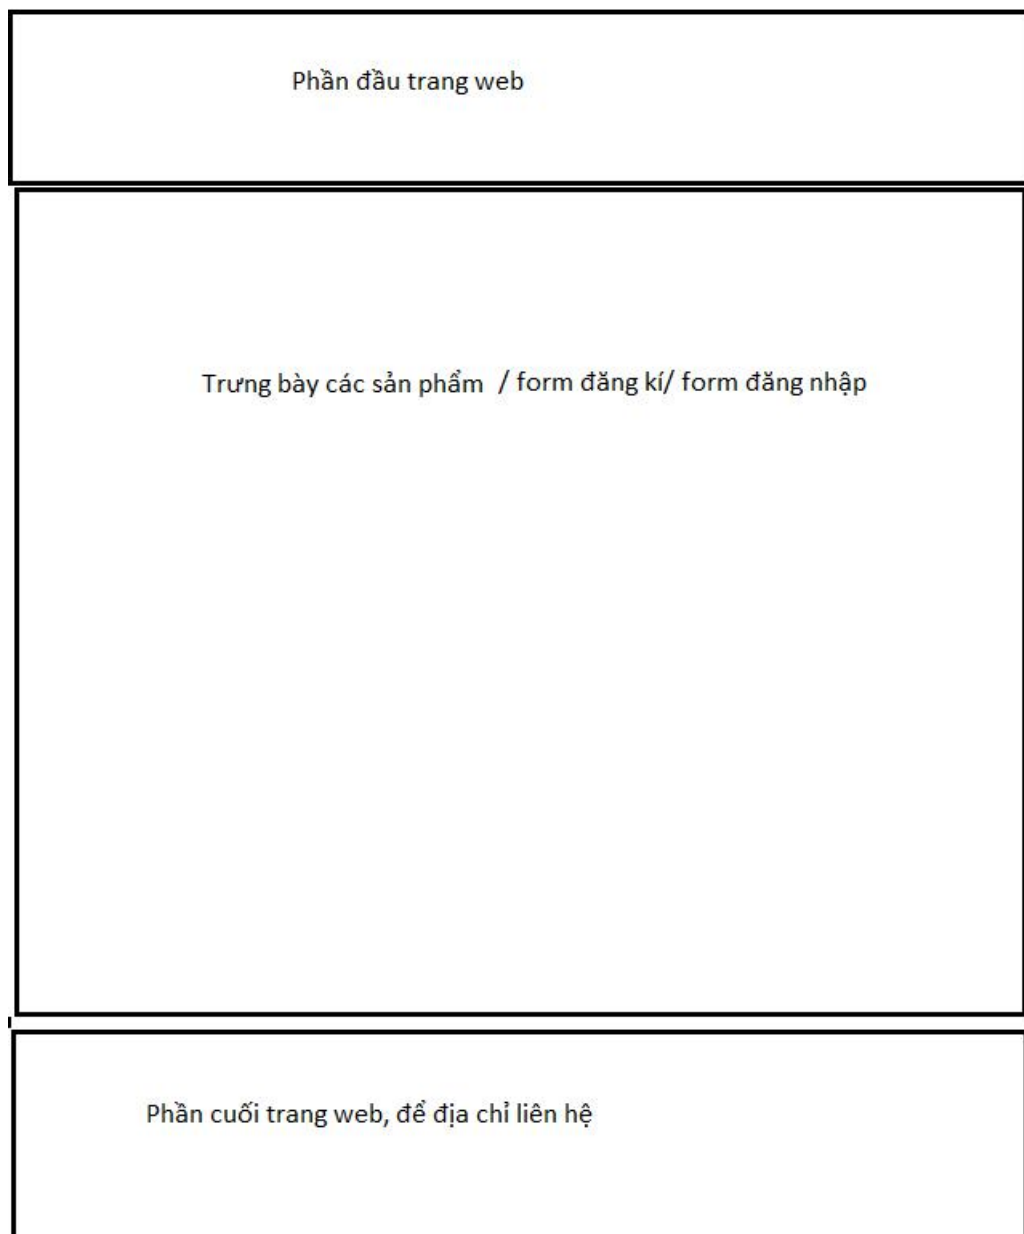 Phần đầu trang web
Trưng bày các sản phẩm / form đăng kí/ form đăng nhập
Phần cuối trang web, để địa chỉ liên hệ